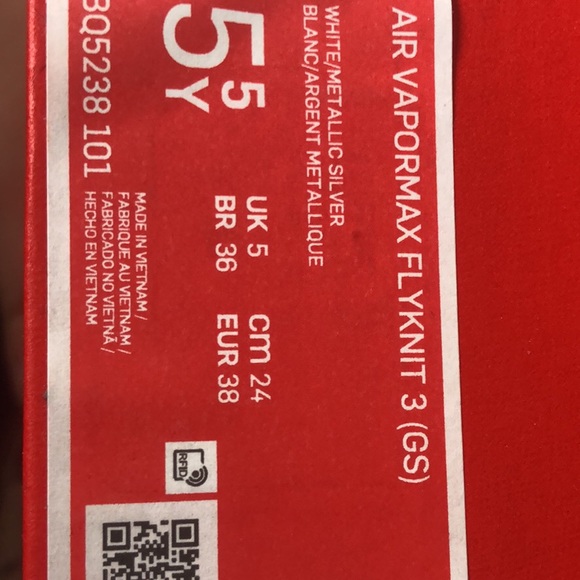 AIR VAPORMAX FLYKNIT 3 (GS)
WHITE/METALLIC SILVER
BLANC/ARGENT METALLIQUE
5.5Y
UK 5 cm 24
BR 36 EUR 38
BQ5238 101
MADE IN VIETNAM /
FABRIQUE AU VIETNAM /
FABRICADO NO VIETNÃ /
HECHO EN VIETNAM
RFID